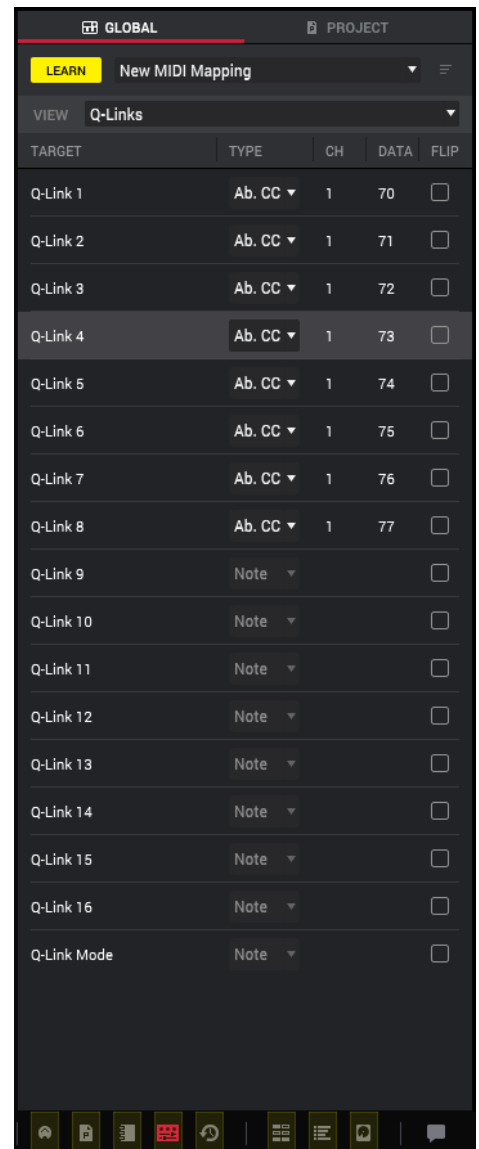 GLOBAL PROJECT
LEARN New MIDI Mapping
VIEW Q-Links
TARGET TYPE CH DATA FLIP
Q-Link 1 Ab. CC 1 70
Q-Link 2 Ab. CC 1 71
Q-Link 3 Ab. CC 1 72
Q-Link 4 Ab. CC 1 73
Q-Link 5 Ab. CC 1 74
Q-Link 6 Ab. CC 1 75
Q-Link 7 Ab. CC 1 76
Q-Link 8 Ab. CC 1 77
Q-Link 9 Note
Q-Link 10 Note
Q-Link 11 Note
Q-Link 12 Note
Q-Link 13 Note
Q-Link 14 Note
Q-Link 15 Note
Q-Link 16 Note
Q-Link Mode Note